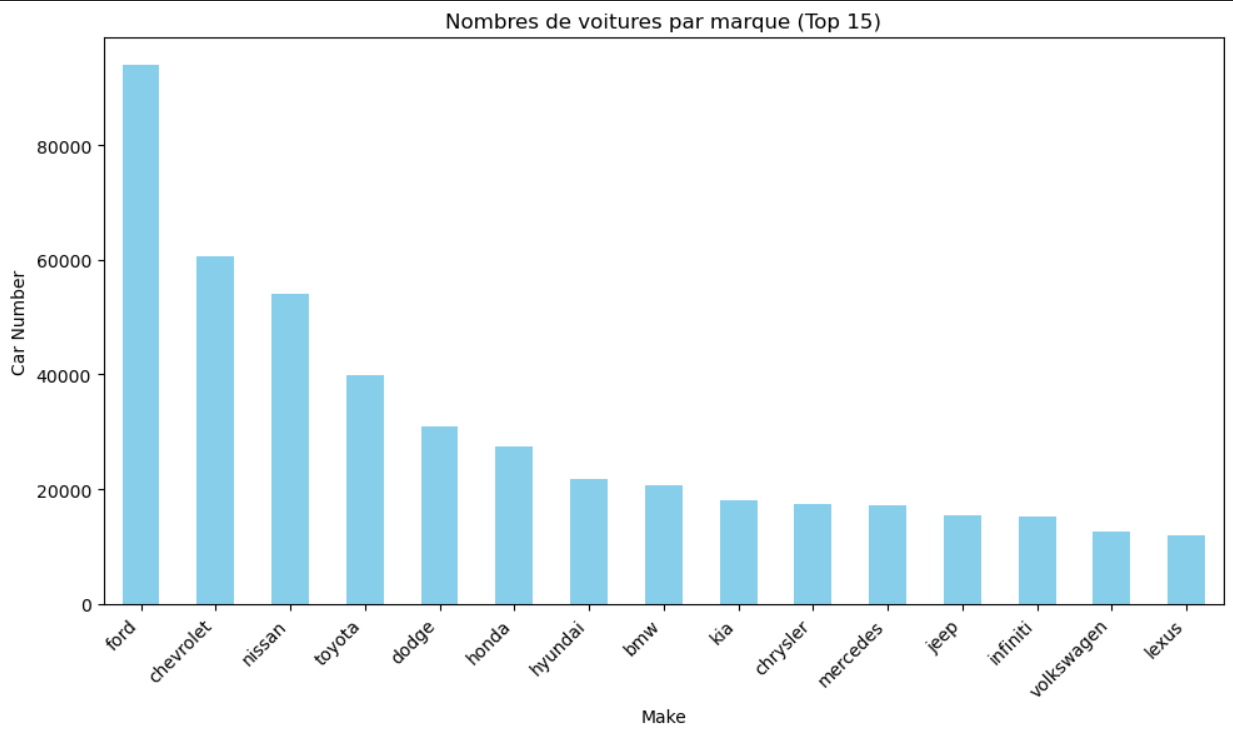 Nombres de voitures par marque (Top 15)
80000
60000
40000
20000
0
Car Number
ford
chevrolet
nissan
toyota
dodge
honda
hyundai
bmw
kia
chrysler
mercedes
jeep
infiniti
volkswagen
lexus
Make